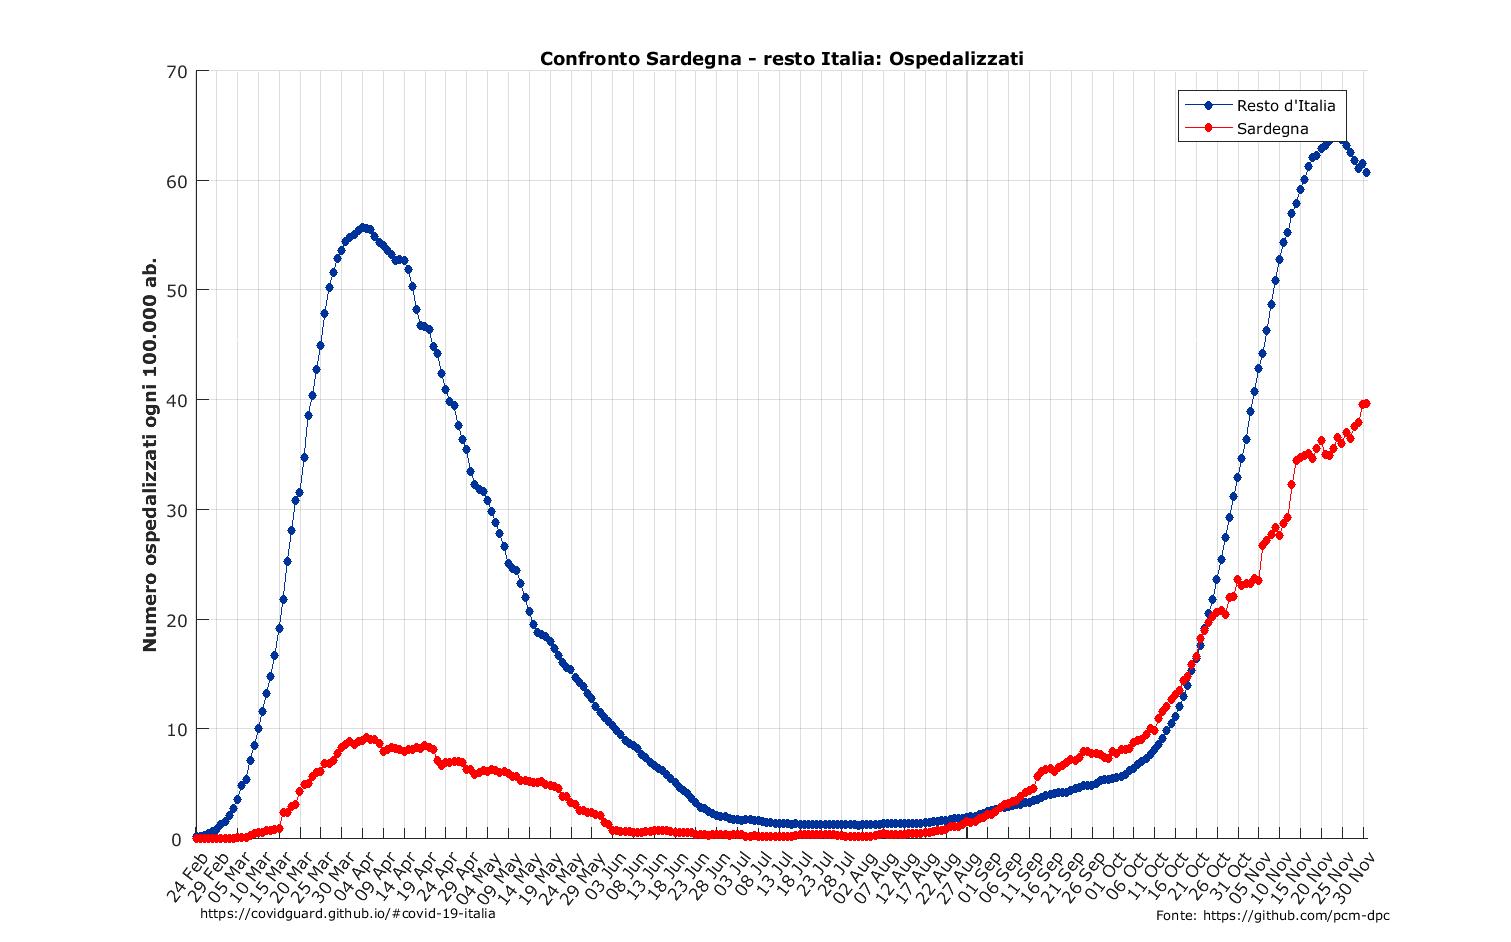 Confronto Sardegna - resto Italia: Ospedalizzati
70
60
50
40
30
20
10
0
Numero ospedalizzati ogni 100.000 ab.
Resto d'Italia
Sardegna
24 Feb
29 Feb
05 Mar
10 Mar
15 Mar
20 Mar
25 Mar
30 Mar
04 Apr
09 Apr
14 Apr
19 Apr
24 Apr
29 Apr
04 May
09 May
14 May
19 May
24 May
29 May
03 Jun
08 Jun
13 Jun
18 Jun
23 Jun
28 Jun
03 Jul
08 Jul
13 Jul
18 Jul
23 Jul
28 Jul
02 Aug
07 Aug
12 Aug
17 Aug
22 Aug
27 Aug
01 Sep
06 Sep
11 Sep
16 Sep
21 Sep
26 Sep
01 Oct
06 Oct
11 Oct
16 Oct
21 Oct
26 Oct
31 Oct
05 Nov
10 Nov
15 Nov
20 Nov
25 Nov
30 Nov
https://covidguard.github.io/#covid-19-italia
Fonte: https://github.com/pcm-dpc